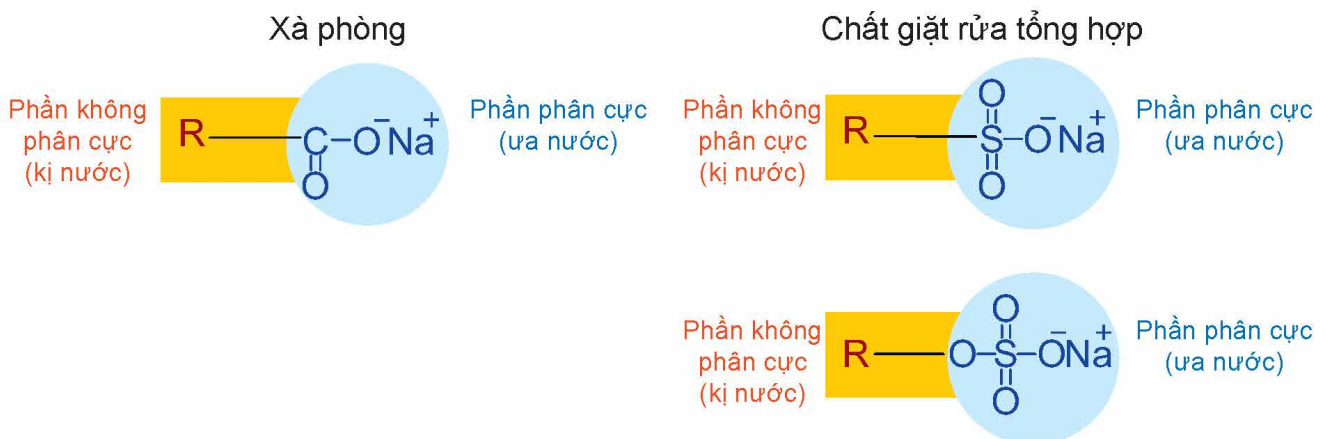 Xà phòng
Phần không
phân cực
(kị nước)
R
C
O
O⁻Na⁺
Phần phân cực
(ưa nước)
Chất giặt rửa tổng hợp
Phần không
phân cực
(kị nước)
O
R
S
O⁻Na⁺
O
Phần phân cực
(ưa nước)
Phần không
phân cực
(kị nước)
O
R
O
S
O⁻Na⁺
O
Phần phân cực
(ưa nước)